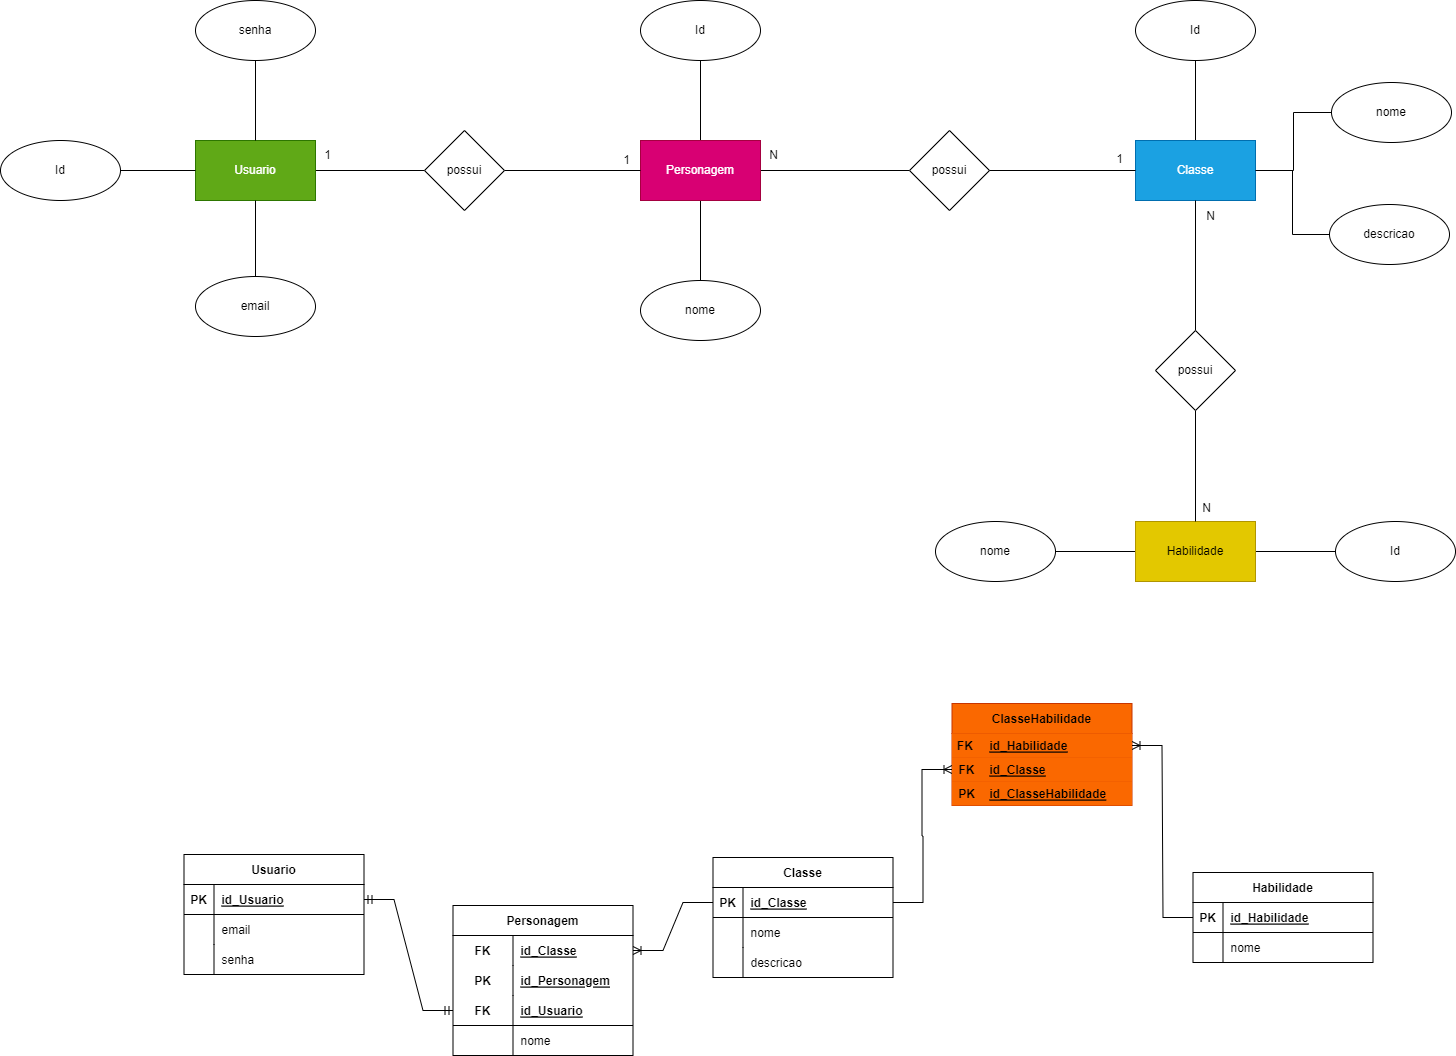 senha
Id
Id
nome
Id
Usuario
1
possui
1
Personagem
N
possui
1
Classe
N
descricao
email
nome
possui
N
nome
Habilidade
Id
ClasseHabilidade
FK id_Habilidade
FK id_Classe
PK id_ClasseHabilidade
Usuario
PK id_Usuario
email
senha
Personagem
FK id_Classe
PK id_Personagem
FK id_Usuario
nome
Classe
PK id_Classe
nome
descricao
Habilidade
PK id_Habilidade
nome